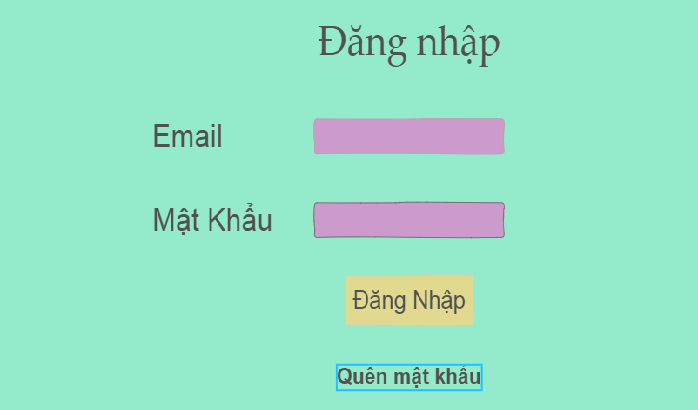 Đăng nhập
Email
Mật Khẩu
Đăng Nhập
Quên mật khẩu